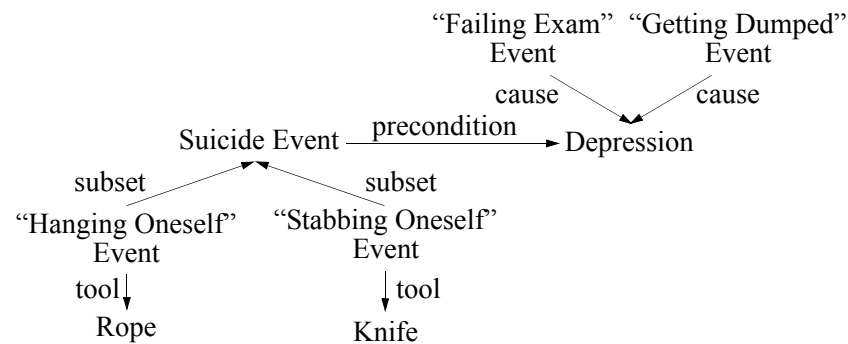 “Failing Exam” “Getting Dumped”
Event Event
cause cause
precondition
Suicide Event Depression
subset subset
“Hanging Oneself” “Stabbing Oneself”
Event Event
tool tool
Rope Knife